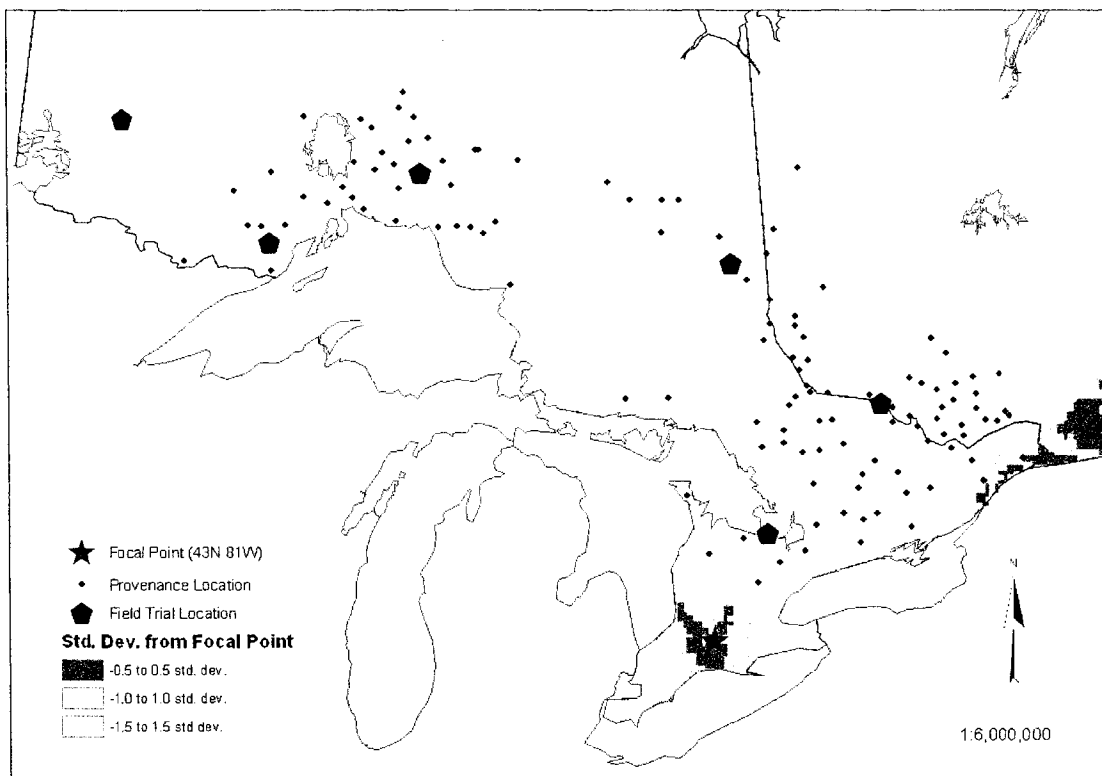 Focal Point (43N 81W)
Provenance Location
Field Trial Location
Std. Dev. from Focal Point
-0.5 to 0.5 std. dev.
-1.0 to 1.0 std. dev.
-1.5 to 1.5 std dev.
N
1:6,000,000